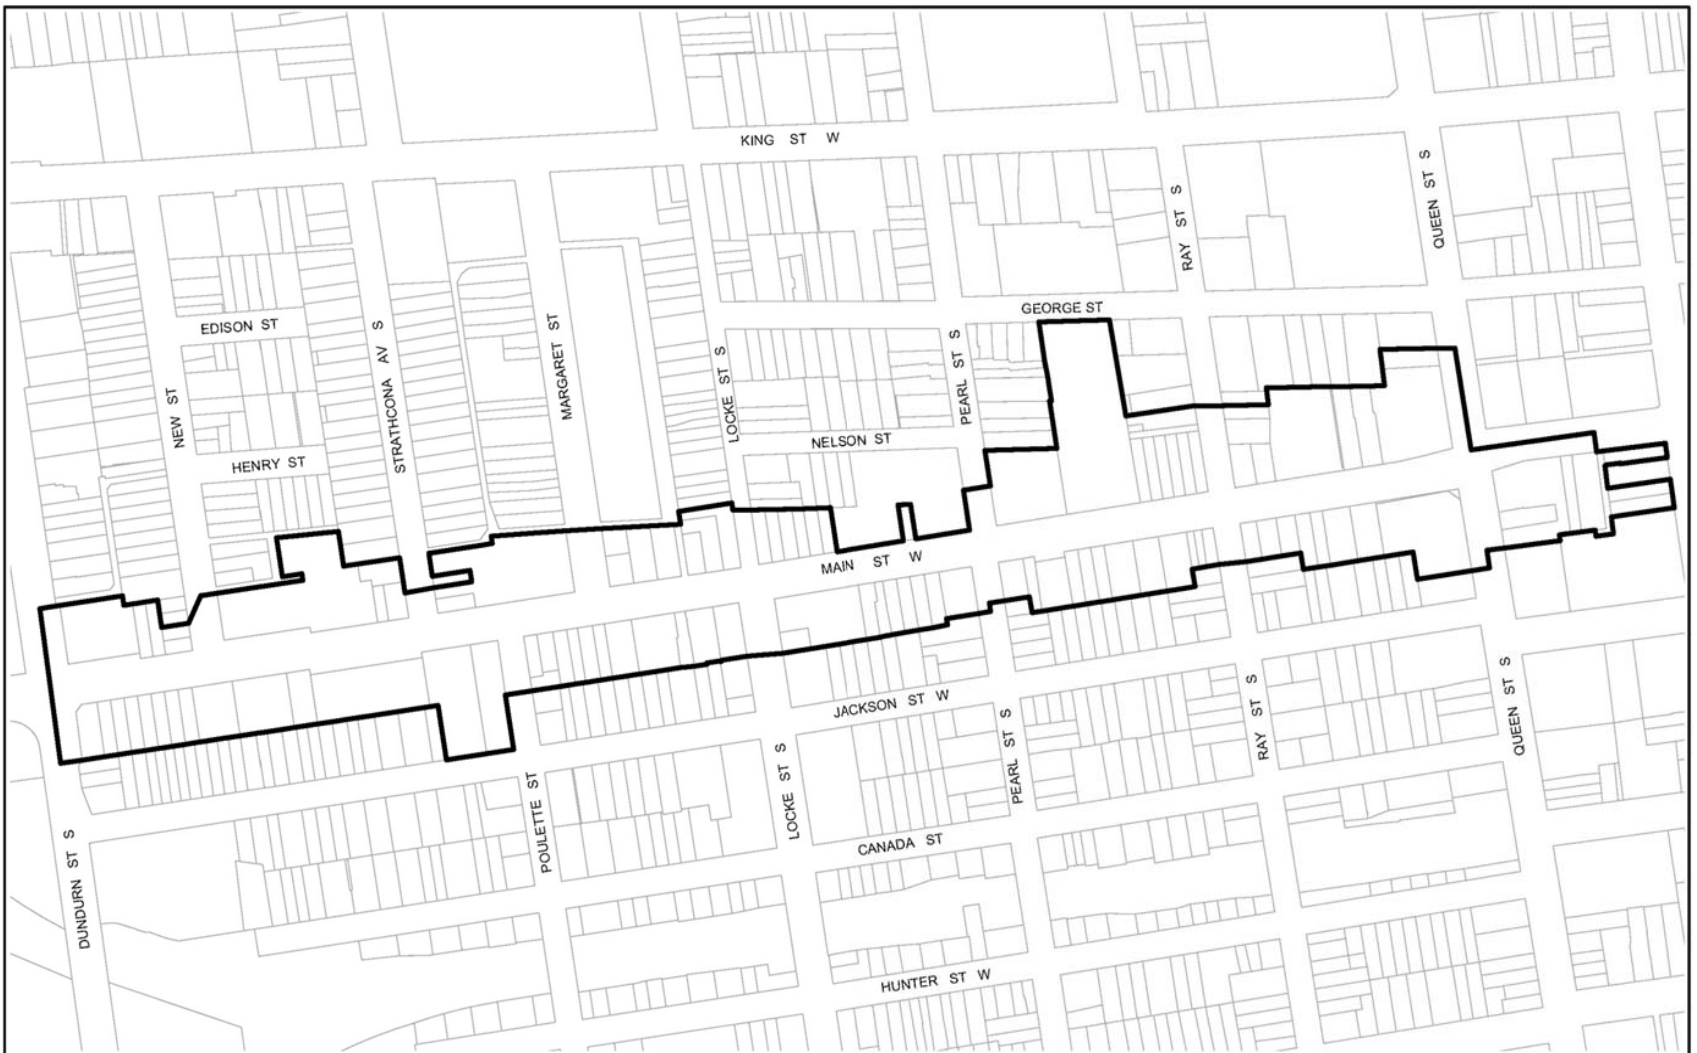 KING ST W
QUEEN ST S
RAY ST S
GEORGE ST
EDISON ST
STRATHCONA AV S
MARGARET ST
LOCKE ST S
PEARL ST S
NEW ST
NELSON ST
HENRY ST
MAIN ST W
JACKSON ST W
QUEEN ST S
RAY ST S
PEARL ST S
LOCKE ST S
POULETTE ST
DUNDURN ST S
CANADA ST
HUNTER ST W